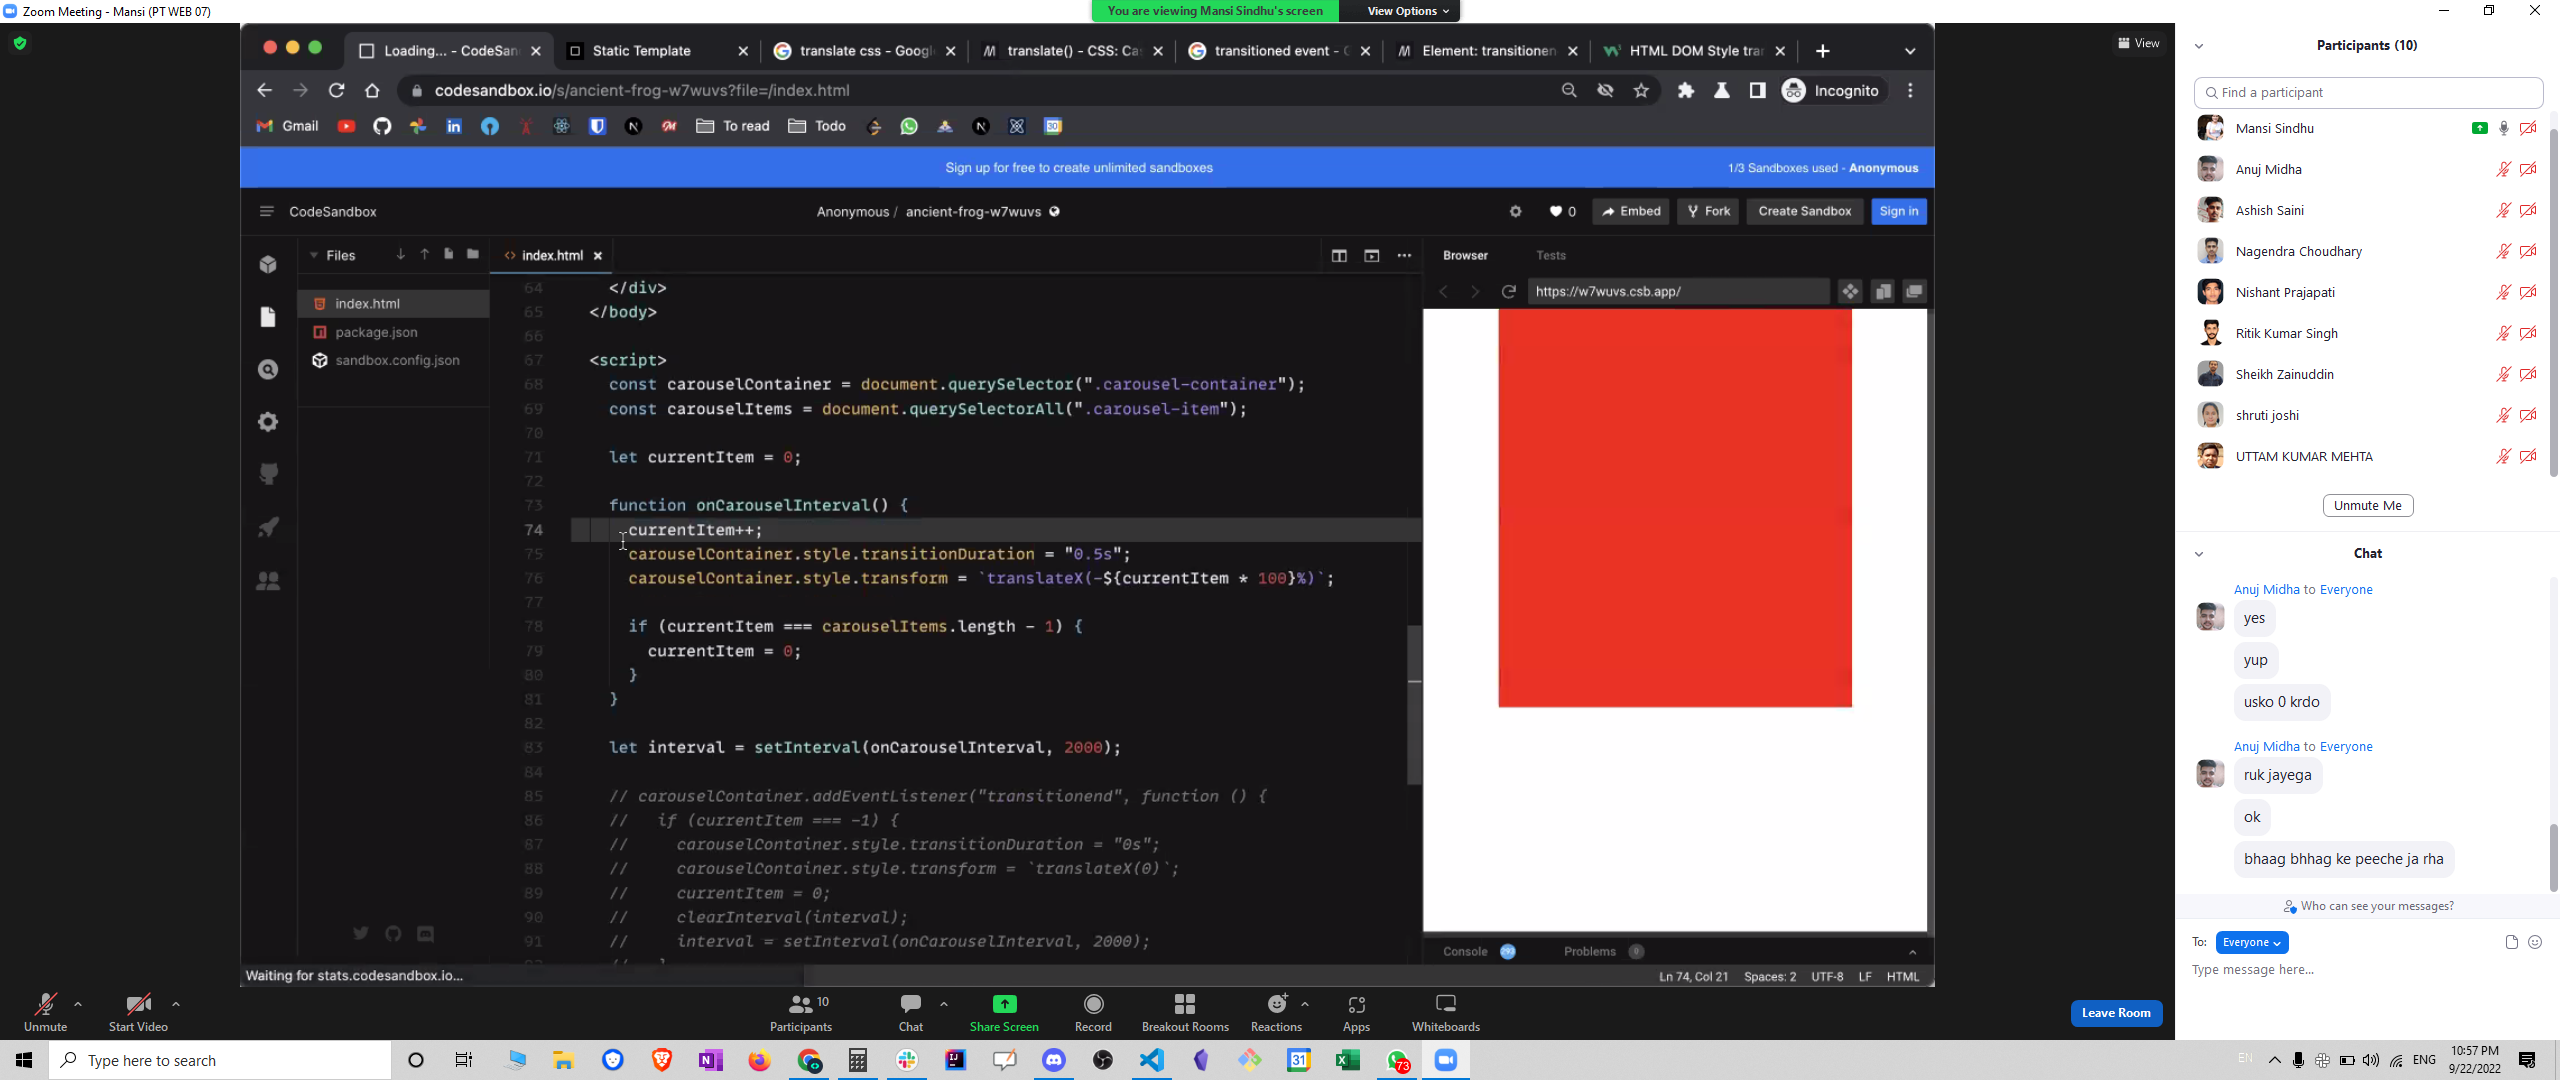 Zoom Meeting - Mansi (PT WEB 07)
You are viewing Mansi Sindhu's screen
View Options
View
Loading... - CodeSan
Static Template
translate css - Googl
translate() - CSS: Ca
transitioned event - G
Element: transitionen
HTML DOM Style tra
codesandbox.io/s/ancient-frog-w7wuvs?file=/index.html
Incognito
Gmail
To read
Todo
Sign up for free to create unlimited sandboxes
1/3 Sandboxes used - Anonymous
CodeSandbox
Anonymous / ancient-frog-w7wuvs
0
Embed
Fork
Create Sandbox
Sign in
Files
index.html
package.json
sandbox.config.json
index.html
64 </div>
65 </body>
66
67 <script>
68 const carouselContainer = document.querySelector(".carousel-container");
69 const carouselItems = document.querySelectorAll(".carousel-item");
70
71 let currentItem = 0;
72
73 function onCarouselInterval() {
74 currentItem++;
75 carouselContainer.style.transitionDuration = "0.5s";
76 carouselContainer.style.transform = `translateX(-${currentItem * 100}%)`;
77
78 if (currentItem === carouselItems.length - 1) {
79 currentItem = 0;
80 }
81 }
82
83 let interval = setInterval(onCarouselInterval, 2000);
84
85 // carouselContainer.addEventListener("transitionend", function () {
86 // if (currentItem === -1) {
87 // carouselContainer.style.transitionDuration = "0s";
88 // carouselContainer.style.transform = `translateX(0)`;
89 // currentItem = 0;
90 // clearInterval(interval);
91 // interval = setInterval(onCarouselInterval, 2000);
Browser
Tests
https://w7wuvs.csb.app/
Console
Problems
0
Waiting for stats.codesandbox.io...
Ln 74, Col 21
Spaces: 2
UTF-8
LF
HTML
Participants (10)
Find a participant
Mansi Sindhu
Anuj Midha
Ashish Saini
Nagendra Choudhary
Nishant Prajapati
Ritik Kumar Singh
Sheikh Zainuddin
shruti joshi
UTTAM KUMAR MEHTA
Unmute Me
Chat
Anuj Midha to Everyone
yes
yup
usko 0 krdo
Anuj Midha to Everyone
ruk jayega
ok
bhaag bhhag ke peeche ja rha
Who can see your messages?
To: Everyone
Type message here...
Unmute
Start Video
Participants
10
Chat
Share Screen
Record
Breakout Rooms
Reactions
Apps
Whiteboards
Leave Room
Type here to search
73
EN
ENG
10:57 PM
9/22/2022